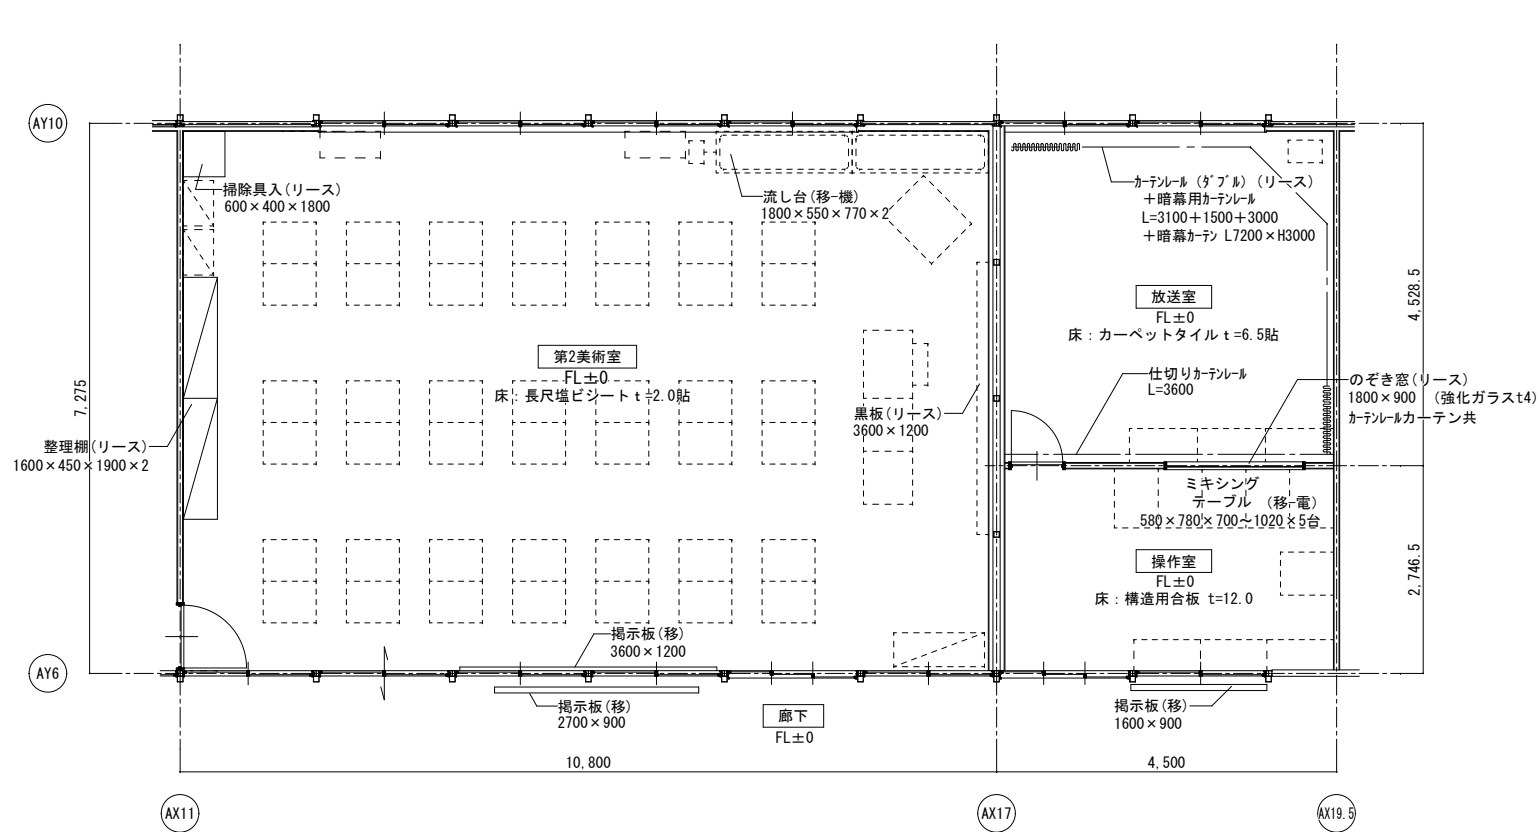 AY10
掃除具入(リース)
600×400×1800
流し台(移-機)
1800×550×770×2
カーテンレール (ダブル) (リース)
+暗幕用カーテンレール
L=3100+1500+3000
+暗幕カーテン L7200×H3000
放送室
FL±0
床：カーペットタイル t=6.5貼
4,528.5
第2美術室
FL±0
床：長尺塩ビシート t=2.0貼
7,275
仕切りカーテンレール
L=3600
のぞき窓(リース)
1800×900 (強化ガラスt4)
カーテンレールカーテン共
黒板(リース)
3600×1200
整理棚(リース)
1600×450×1900×2
ミキシング
テーブル (移-電)
580×780×700～1020×5台
操作室
FL±0
床：構造用合板 t=12.0
2,746.5
掲示板(移)
3600×1200
AY6
掲示板(移)
2700×900
廊下
FL±0
掲示板(移)
1600×900
10,800
4,500
AX11
AX17
AX19.5